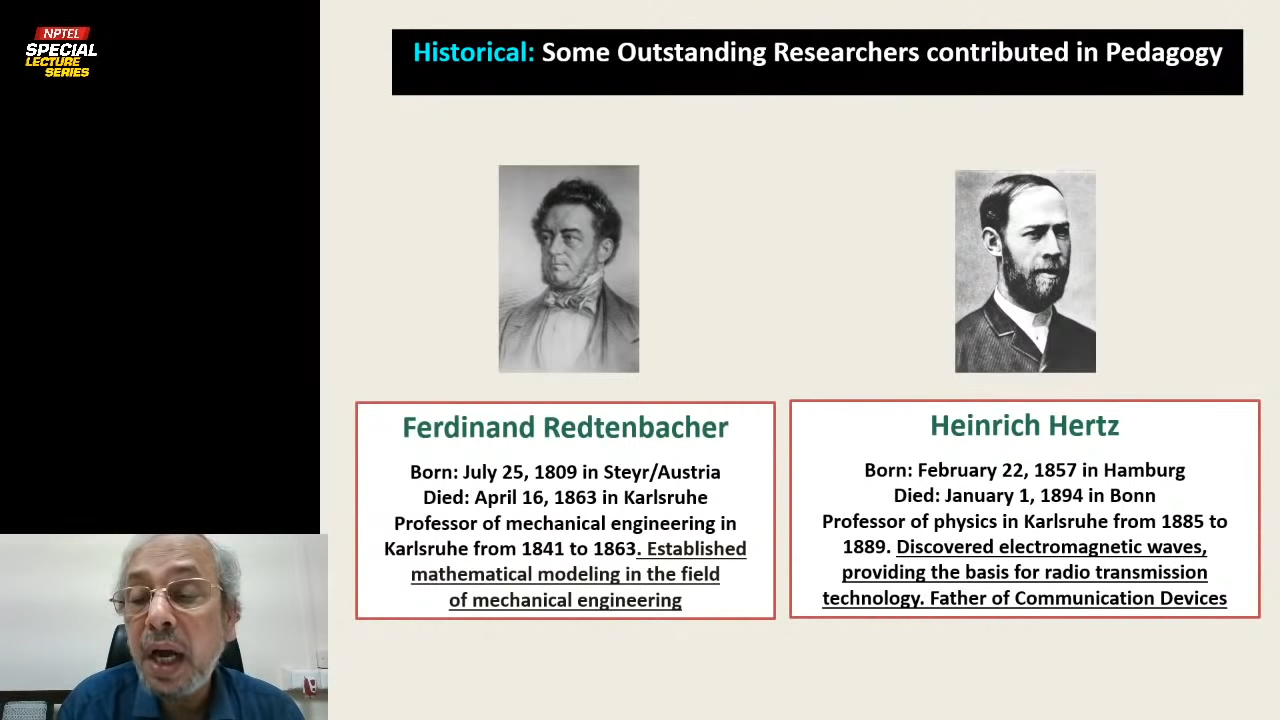 NPTEL
SPECIAL
LECTURE
SERIES
Historical: Some Outstanding Researchers contributed in Pedagogy
Ferdinand Redtenbacher
Born: July 25, 1809 in Steyr/Austria
Died: April 16, 1863 in Karlsruhe
Professor of mechanical engineering in
Karlsruhe from 1841 to 1863. Established
mathematical modeling in the field
of mechanical engineering
Heinrich Hertz
Born: February 22, 1857 in Hamburg
Died: January 1, 1894 in Bonn
Professor of physics in Karlsruhe from 1885 to
1889. Discovered electromagnetic waves,
providing the basis for radio transmission
technology. Father of Communication Devices